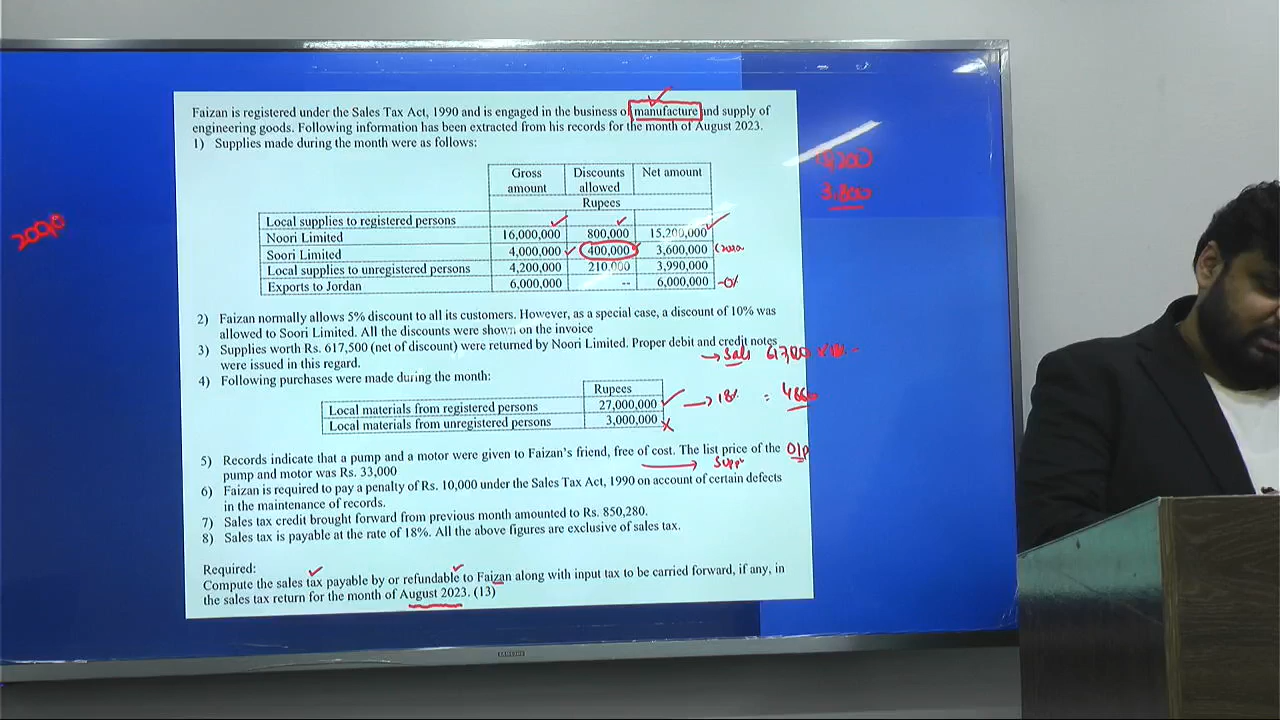 Faizan is registered under the Sales Tax Act, 1990 and is engaged in the business of manufacture and supply of
engineering goods. Following information has been extracted from his records for the month of August 2023.
1) Supplies made during the month were as follows:
Gross amount Discounts allowed Net amount
Rupees
Local supplies to registered persons
Noori Limited 16,000,000 800,000 15,200,000
Soori Limited 4,000,000 400,000 3,600,000
Local supplies to unregistered persons 4,200,000 210,000 3,990,000
Exports to Jordan 6,000,000 -- 6,000,000 -0%
2) Faizan normally allows 5% discount to all its customers. However, as a special case, a discount of 10% was
allowed to Soori Limited. All the discounts were shown on the invoice
3) Supplies worth Rs. 617,500 (net of discount) were returned by Noori Limited. Proper debit and credit notes
were issued in this regard.
Sales
4) Following purchases were made during the month:
Rupees
Local materials from registered persons 27,000,000 18% =
Local materials from unregistered persons 3,000,000
5) Records indicate that a pump and a motor were given to Faizan's friend, free of cost. The list price of the
pump and motor was Rs. 33,000
O/p
6) Faizan is required to pay a penalty of Rs. 10,000 under the Sales Tax Act, 1990 on account of certain defects
in the maintenance of records.
7) Sales tax credit brought forward from previous month amounted to Rs. 850,280.
8) Sales tax is payable at the rate of 18%. All the above figures are exclusive of sales tax.
Required:
Compute the sales tax payable by or refundable to Faizan along with input tax to be carried forward, if any, in
the sales tax return for the month of August 2023. (13)
SAMSUNG